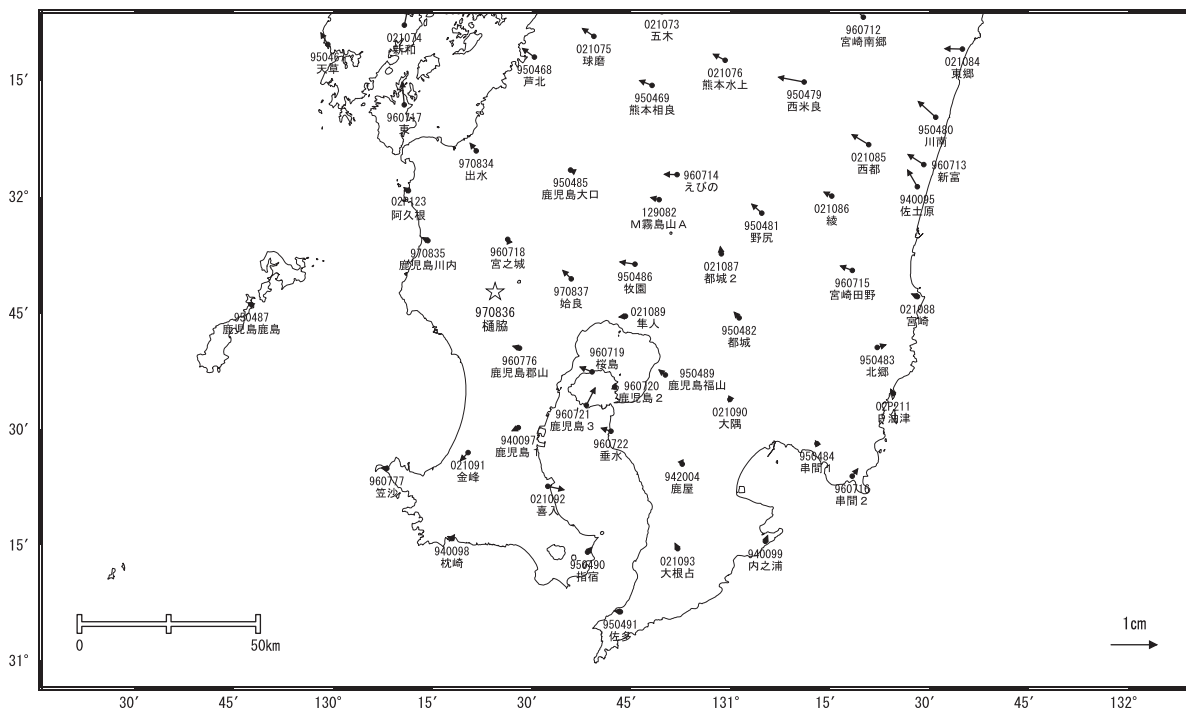 021073
五木
960712
宮崎南郷
021074
新和
021075
球磨
950467
天草
950468
芦北
021076
熊本水上
021084
東郷
15′
950469
熊本相良
950479
西米良
960717
東
950480
川南
970834
出水
021085
西都
960713
新富
950485
鹿児島大口
960714
えびの
32°
阿久根
129082
M霧島山A
021086
綾
940095
佐土原
950481
野尻
970835
鹿児島川内
960718
宮之城
021087
都城2
950486
牧園
970837
姶良
960715
宮崎田野
970836
樋脇
950487
鹿児島鹿島
45′
021089
隼人
950482
都城
021088
宮崎
950483
北郷
960776
鹿児島郡山
960719
桜島
950489
鹿児島福山
960720
鹿児島2
960721
鹿児島3
021090
大隅
30′
940097
鹿児島1
960722
垂水
950484
串間1
021091
金峰
960777
笠沙
942004
鹿屋
960716
串間2
021092
喜入
15′
940098
枕崎
950490
指宿
021093
大根占
940099
内之浦
950491
佐多
0 50km
1cm
31°
30′ 45′ 130° 15′ 30′ 45′ 131° 15′ 30′ 45′ 132°